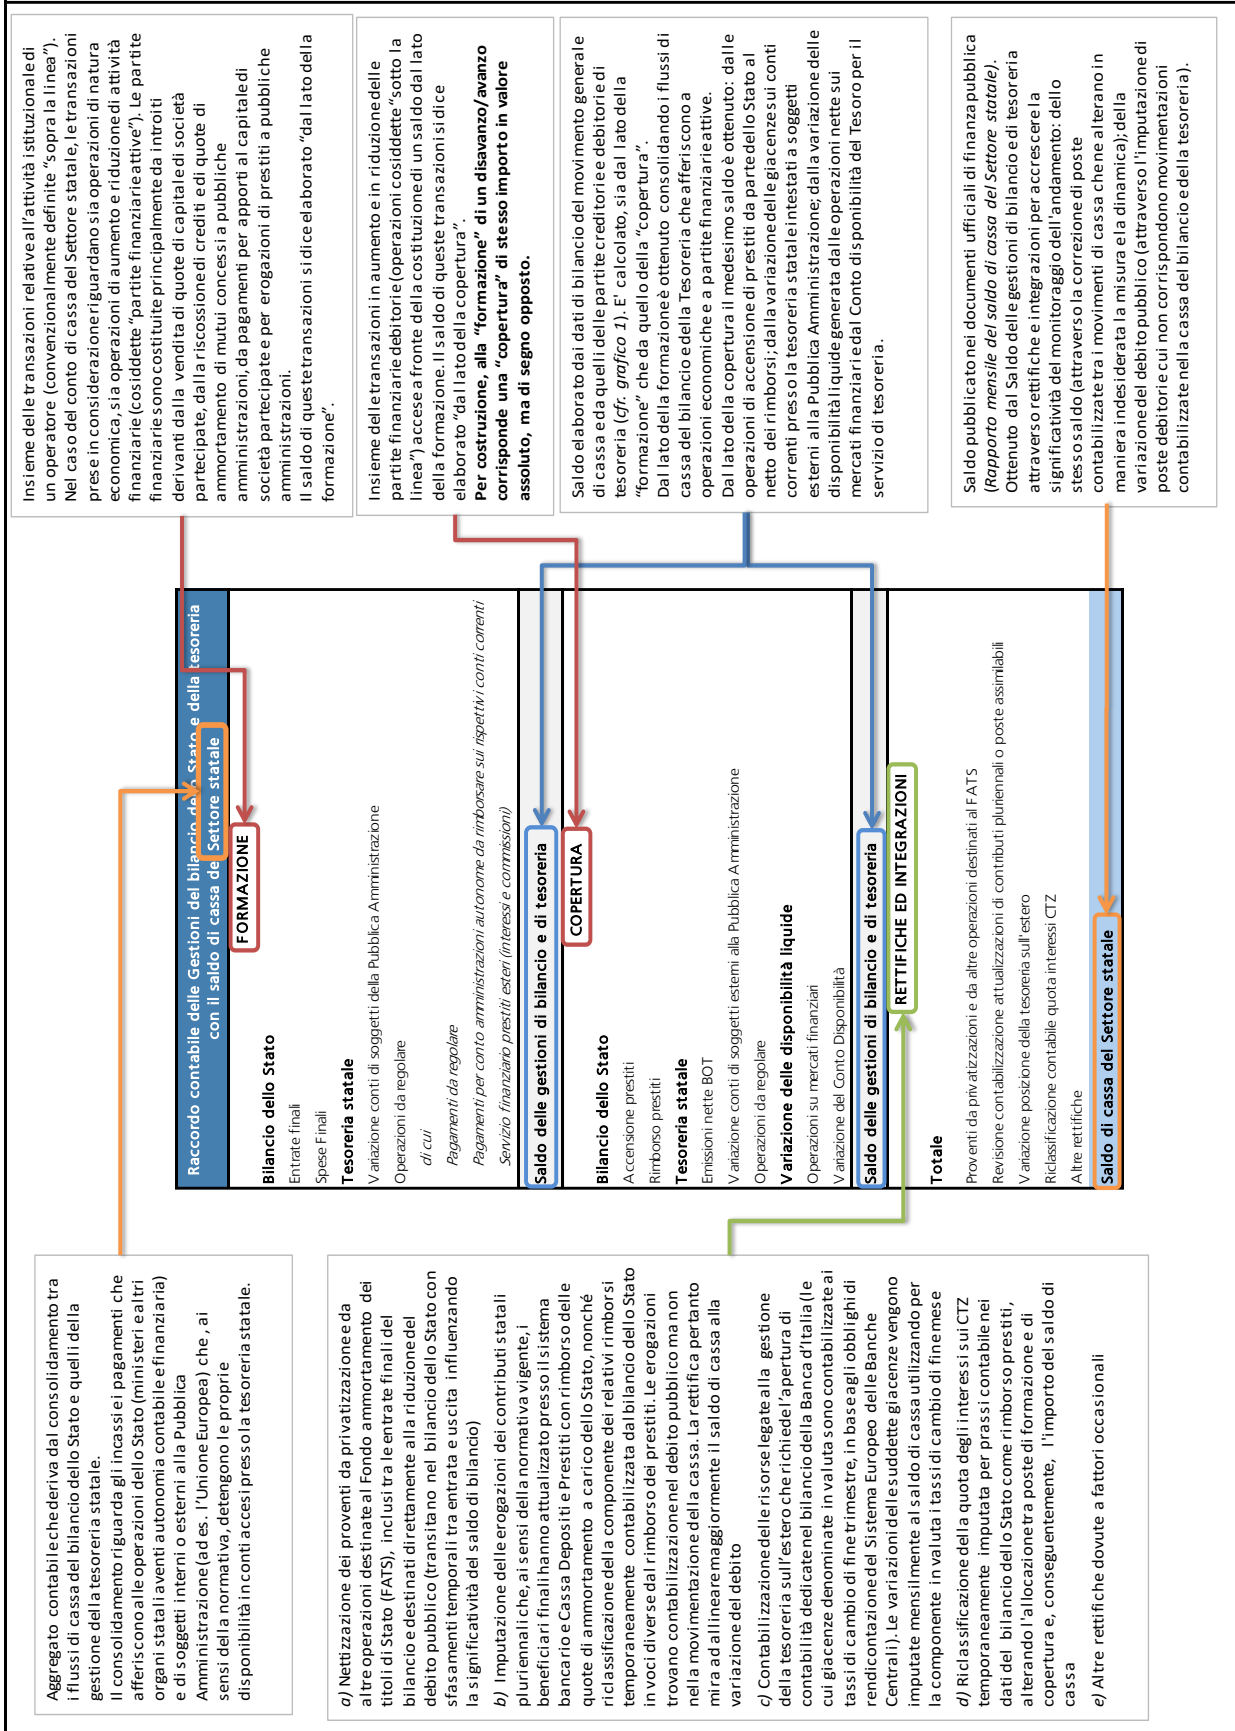 Aggregato contabile che deriva dal consolidamento tra
i flussi di cassa del bilancio dello Stato e quelli della
gestione della tesoreria statale.
Il consolidamento riguarda gli incassi e i pagamenti che
afferiscono alle operazioni dello Stato (ministeri e altri
organi statali aventi autonomia contabile e finanziaria)
e di soggetti interni o esterni alla Pubblica
Amministrazione (ad es. l'Unione Europea) che , ai
sensi della normativa, detengono le proprie
disponibilità in conti accesi presso la tesoreria statale.
a) Nettizzazione dei proventi da privatizzazione e da
altre operazioni destinate al Fondo ammortamento dei
titoli di Stato (FATS), inclusi tra le entrate finali del
bilancio e destinati direttamente alla riduzione del
debito pubblico (transitano nel bilancio dello Stato con
sfasamenti temporali tra entrata e uscita influenzando
la significatività del saldo di bilancio)
b) Imputazione delle erogazioni dei contributi statali
pluriennali che, ai sensi della normativa vigente, i
beneficiari finali hanno attualizzato presso il sistema
bancario e Cassa Depositi e Prestiti con rimborso delle
quote di ammortamento a carico dello Stato, nonché
riclassificazione della componente dei relativi rimborsi
temporaneamente contabilizzata dal bilancio dello Stato
in voci diverse dal rimborso dei prestiti. Le erogazioni
trovano contabilizzazione nel debito pubblico ma non
nella movimentazione della cassa. La rettifica pertanto
mira ad allineare maggiormente il saldo di cassa alla
variazione del debito
c) Contabilizzazione delle risorse legate alla gestione
della tesoreria sull'estero che richiede l'apertura di
contabilità dedicate nel bilancio della Banca d'Italia (le
cui giacenze denominate in valuta sono contabilizzate ai
tassi di cambio di fine trimestre, in base agli obblighi di
rendicontazione del Sistema Europeo delle Banche
Centrali). Le variazioni delle suddette giacenze vengono
imputate mensilmente al saldo di cassa utilizzando per
la componente in valuta i tassi di cambio di fine mese
d) Riclassificazione della quota degli interessi sui CTZ
temporaneamente imputata per prassi contabile nei
dati del bilancio dello Stato come rimborso prestiti,
alterando l'allocazione tra poste di formazione e di
copertura e, conseguentemente, l'importo del saldo di
cassa
e) Altre rettifiche dovute a fattori occasionali
Raccordo contabile delle Gestioni del bilancio dello Stato e della tesoreria
con il saldo di cassa del Settore statale
FORMAZIONE
Bilancio dello Stato
Entrate finali
Spese Finali
Tesoreria statale
Variazione conti di soggetti della Pubblica Amministrazione
Operazioni da regolare
di cui
Pagamenti da regolare
Pagamenti per conto amministrazioni autonome da rimborsare sui rispettivi conti correnti
Servizio finanziario prestiti esteri (interessi e commissioni)
Saldo delle gestioni di bilancio e di tesoreria
COPERTURA
Bilancio dello Stato
Accensione prestiti
Rimborso prestiti
Tesoreria statale
Emissioni nette BOT
Variazione conti di soggetti esterni alla Pubblica Amministrazione
Operazioni da regolare
Variazione delle disponibilità liquide
Operazioni su mercati finanziari
Variazione del Conto Disponibilità
Saldo delle gestioni di bilancio e di tesoreria
RETTIFICHE ED INTEGRAZIONI
Totale
Proventi da privatizzazioni e da altre operazioni destinati al FATS
Revisione contabilizzazione attualizzazioni di contributi pluriennali o poste assimilabili
Variazione posizione della tesoreria sull'estero
Riclassificazione contabile quota interessi CTZ
Altre rettifiche
Saldo di cassa del Settore statale
Insieme delle transazioni relative all'attività istituzionale di
un operatore (convenzionalmente definite "sopra la linea").
Nel caso del conto di cassa del Settore statale, le transazioni
prese in considerazione riguardano sia operazioni di natura
economica, sia operazioni di aumento e riduzione di attività
finanziarie (cosiddette "partite finanziarie attive"). Le partite
finanziarie sono costituite principalmente da introiti
derivanti dalla vendita di quote di capitale di società
partecipate, dalla riscossione di crediti e di quote di
ammortamento di mutui concessi a pubbliche
amministrazioni, da pagamenti per apporti al capitale di
società partecipate e per erogazioni di prestiti a pubbliche
amministrazioni.
Il saldo di queste transazioni si dice elaborato "dal lato della
formazione".
Insieme delle transazioni in aumento e in riduzione delle
partite finanziarie debitorie (operazioni cosiddette "sotto la
linea") accese a fronte della costituzione di un saldo dal lato
della formazione. Il saldo di queste transazioni si dice
elaborato "dal lato della copertura".
Per costruzione, alla "formazione" di un disavanzo/avanzo
corrisponde una "copertura" di stesso importo in valore
assoluto, ma di segno opposto.
Saldo elaborato dai dati di bilancio del movimento generale
di cassa e da quelli delle partite creditorie e debitorie di
tesoreria (cfr. grafico 1). E' calcolato, sia dal lato della
"formazione" che da quello della "copertura".
Dal lato della formazione è ottenuto consolidando i flussi di
cassa del bilancio e della Tesoreria che afferiscono a
operazioni economiche e a partite finanziarie attive.
Dal lato della copertura il medesimo saldo è ottenuto: dalle
operazioni di accensione di prestiti da parte dello Stato al
netto dei rimborsi; dalla variazione delle giacenze sui conti
correnti presso la tesoreria statale intestati a soggetti
esterni alla Pubblica Amministrazione; dalla variazione delle
disponibilità liquide generata dalle operazioni nette sui
mercati finanziari e dal Conto disponibilità del Tesoro per il
servizio di tesoreria.
Saldo pubblicato nei documenti ufficiali di finanza pubblica
(Rapporto mensile del saldo di cassa del Settore statale).
Ottenuto dal Saldo delle gestioni di bilancio e di tesoreria
attraverso rettifiche e integrazioni per accrescere la
significatività del monitoraggio dell'andamento: dello
stesso saldo (attraverso la correzione di poste
contabilizzate tra i movimenti di cassa che ne alterano in
maniera indesiderata la misura e la dinamica); della
variazione del debito pubblico (attraverso l'imputazione di
poste debitorie cui non corrispondono movimentazioni
contabilizzate nella cassa del bilancio e della tesoreria).